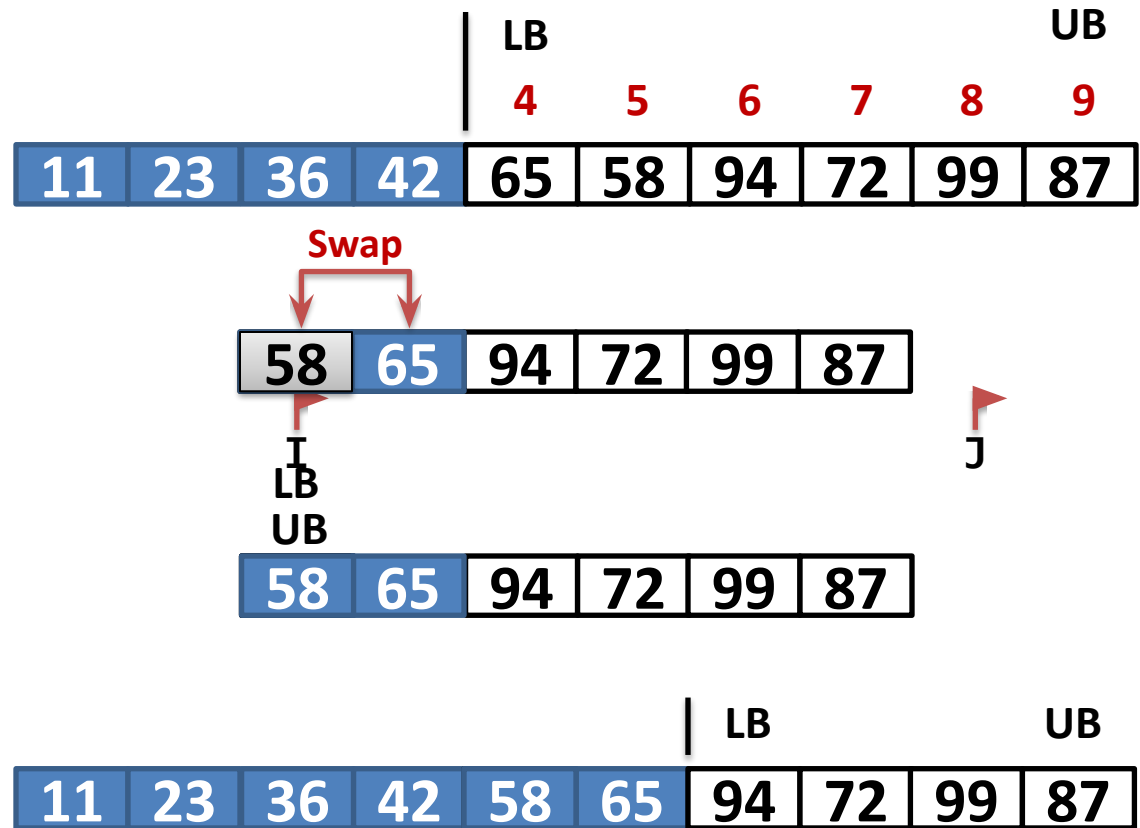 LB UB
4 5 6 7 8 9
11 23 36 42 65 58 94 72 99 87
Swap
58 65 94 72 99 87
I J
LB
UB
58 65 94 72 99 87
LB UB
11 23 36 42 58 65 94 72 99 87